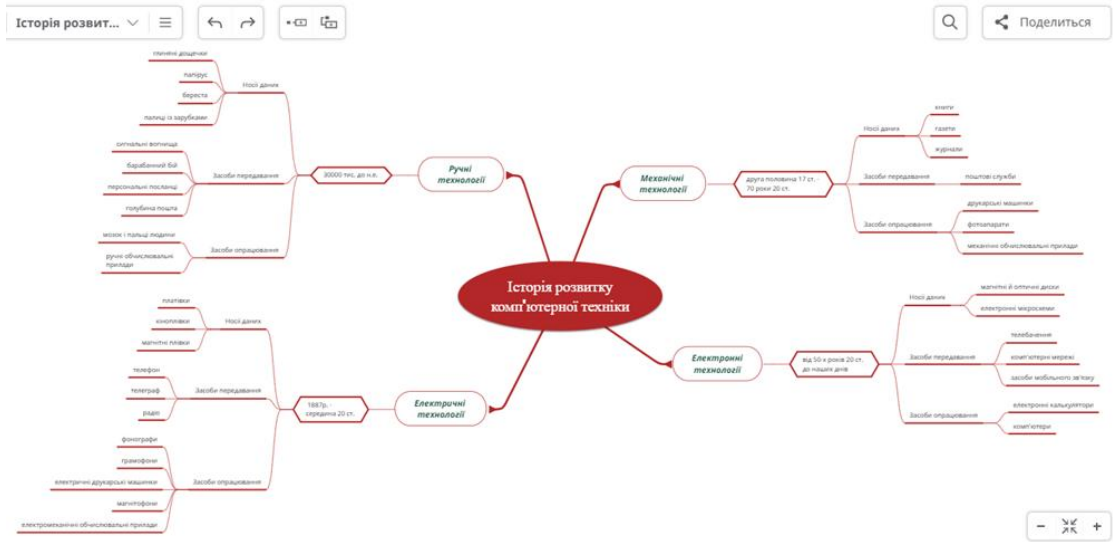 Історія розвит...
Поделиться
Історія розвитку
комп'ютерної техніки
Ручні
технології
30000 тис. до н.е.
Носії даних
глиняні дощечки
папірус
береста
палиці із зарубками
Засоби передавання
сигнальні вогнища
барабанний бій
персональні посланці
голубина пошта
Засоби опрацювання
мозок і пальці людини
ручні обчислювальні
прилади
Механічні
технології
друга половина 17 ст. -
70 роки 20 ст.
Носії даних
книги
газети
журнали
Засоби передавання
поштові служби
Засоби опрацювання
друкарські машинки
фотоапарати
механічні обчислювальні прилади
Електричні
технології
1887р. -
середина 20 ст.
Носії даних
платівки
кіноплівки
магнітні плівки
Засоби передавання
телефон
телеграф
радіо
Засоби опрацювання
фонографи
грамофони
електричні друкарські машинки
магнітофони
електромеханічні обчислювальні прилади
Електронні
технології
від 50-х років 20 ст.
до наших днів
Носії даних
магнітні й оптичні диски
електронні мікросхеми
Засоби передавання
телебачення
комп'ютерні мережі
засоби мобільного зв'язку
Засоби опрацювання
електронні калькулятори
комп'ютери